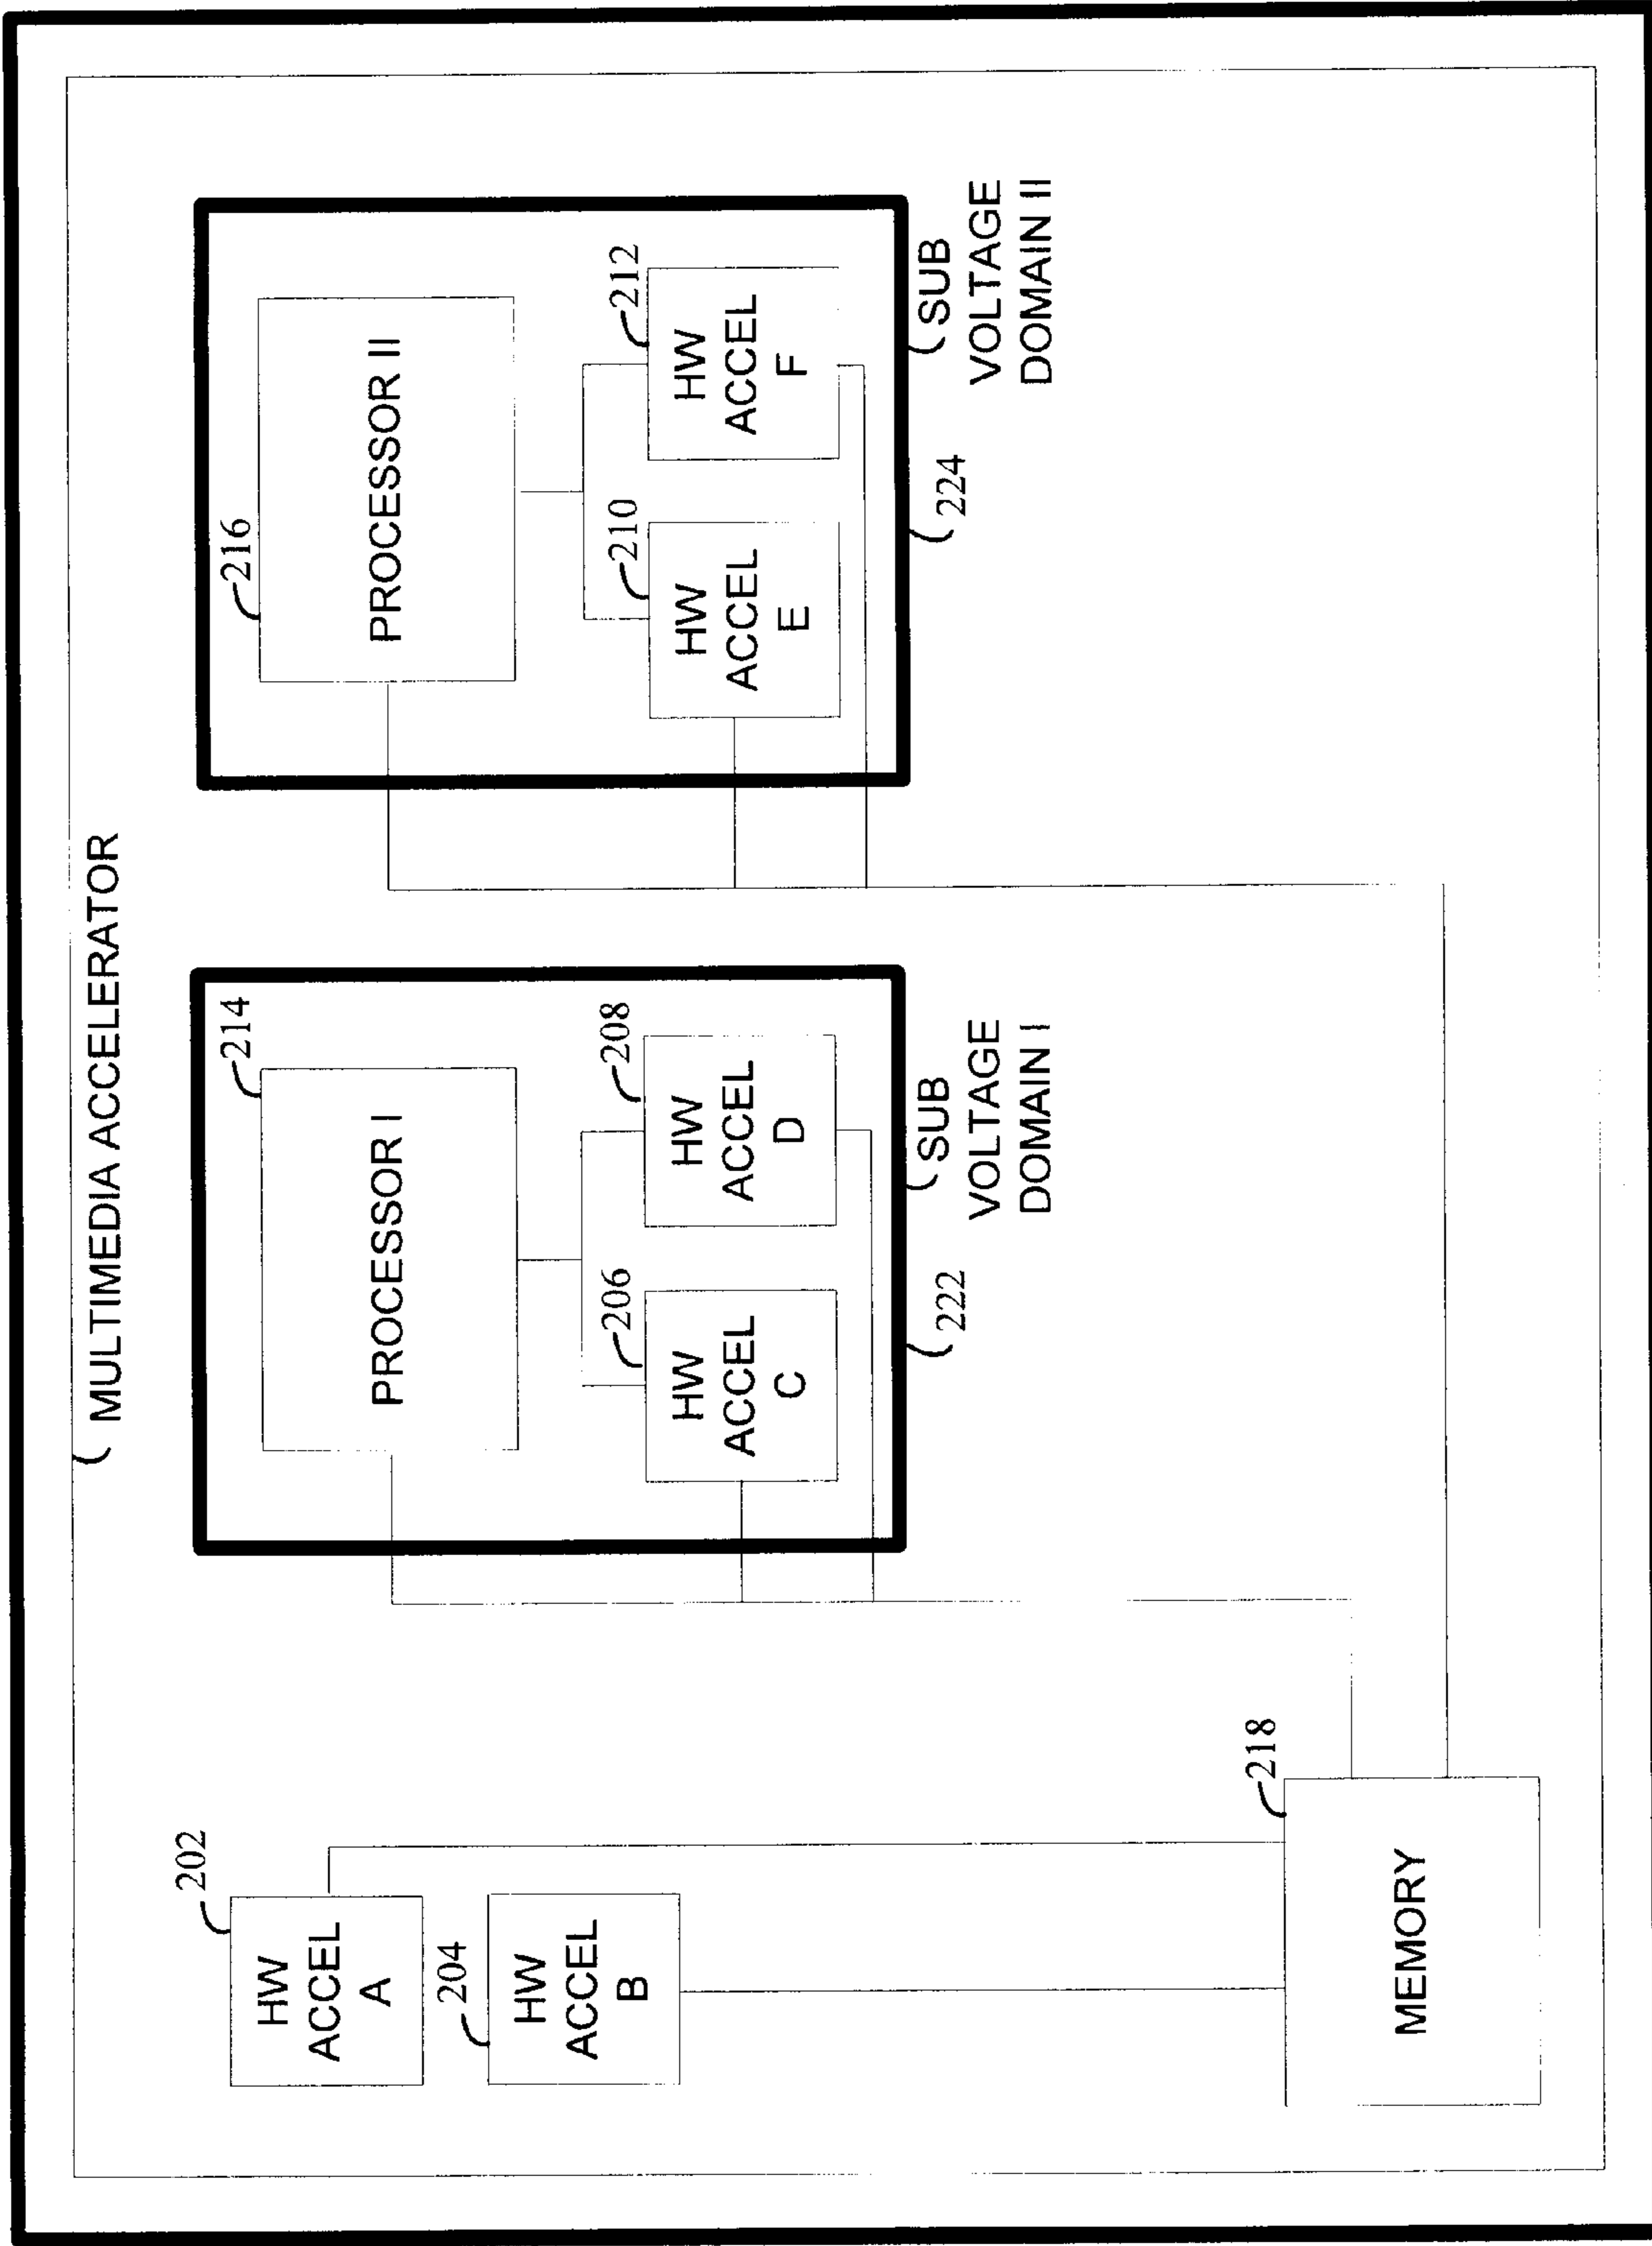 MULTIMEDIA ACCELERATOR
202
HW
ACCEL
A
204
HW
ACCEL
B
214
PROCESSOR I
206
HW
ACCEL
C
208
HW
ACCEL
D
222
SUB
VOLTAGE
DOMAIN I
216
PROCESSOR II
210
HW
ACCEL
E
212
HW
ACCEL
F
224
SUB
VOLTAGE
DOMAIN II
218
MEMORY